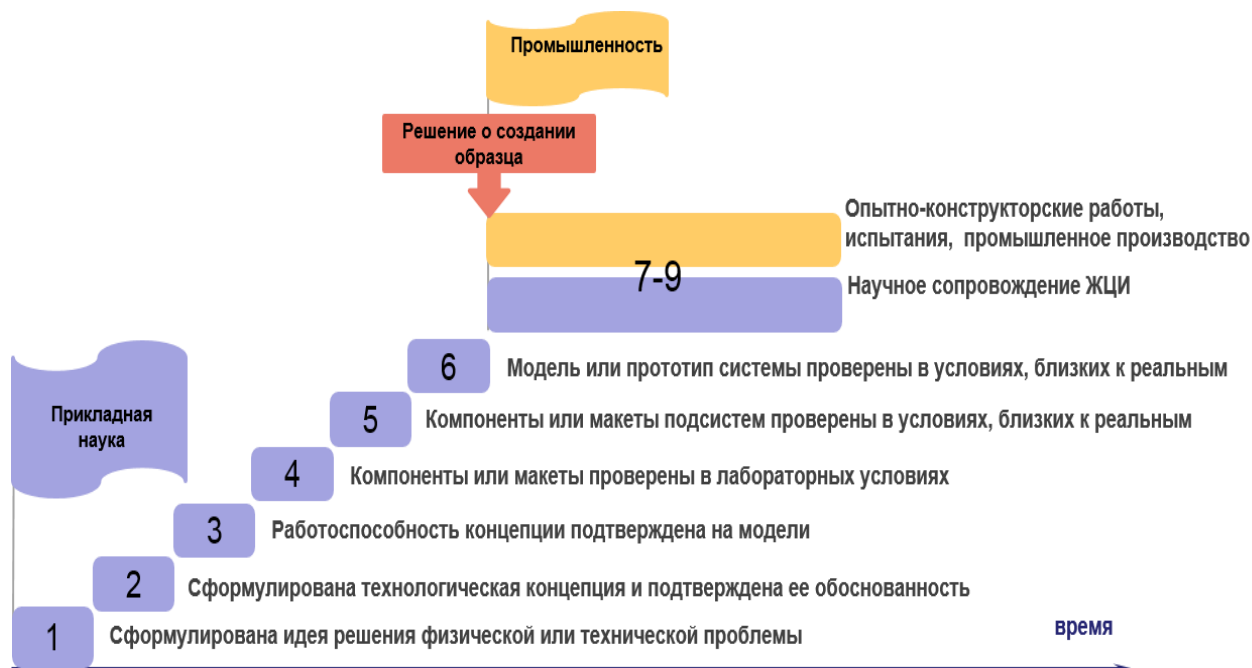 Промышленность
Решение о создании
образца
Опытно-конструкторские работы,
испытания, промышленное производство
7-9
Научное сопровождение ЖЦИ
6
Модель или прототип системы проверены в условиях, близких к реальным
Прикладная
наука
5
Компоненты или макеты подсистем проверены в условиях, близких к реальным
4
Компоненты или макеты проверены в лабораторных условиях
3
Работоспособность концепции подтверждена на модели
2
Сформулирована технологическая концепция и подтверждена ее обоснованность
1
Сформулирована идея решения физической или технической проблемы
время